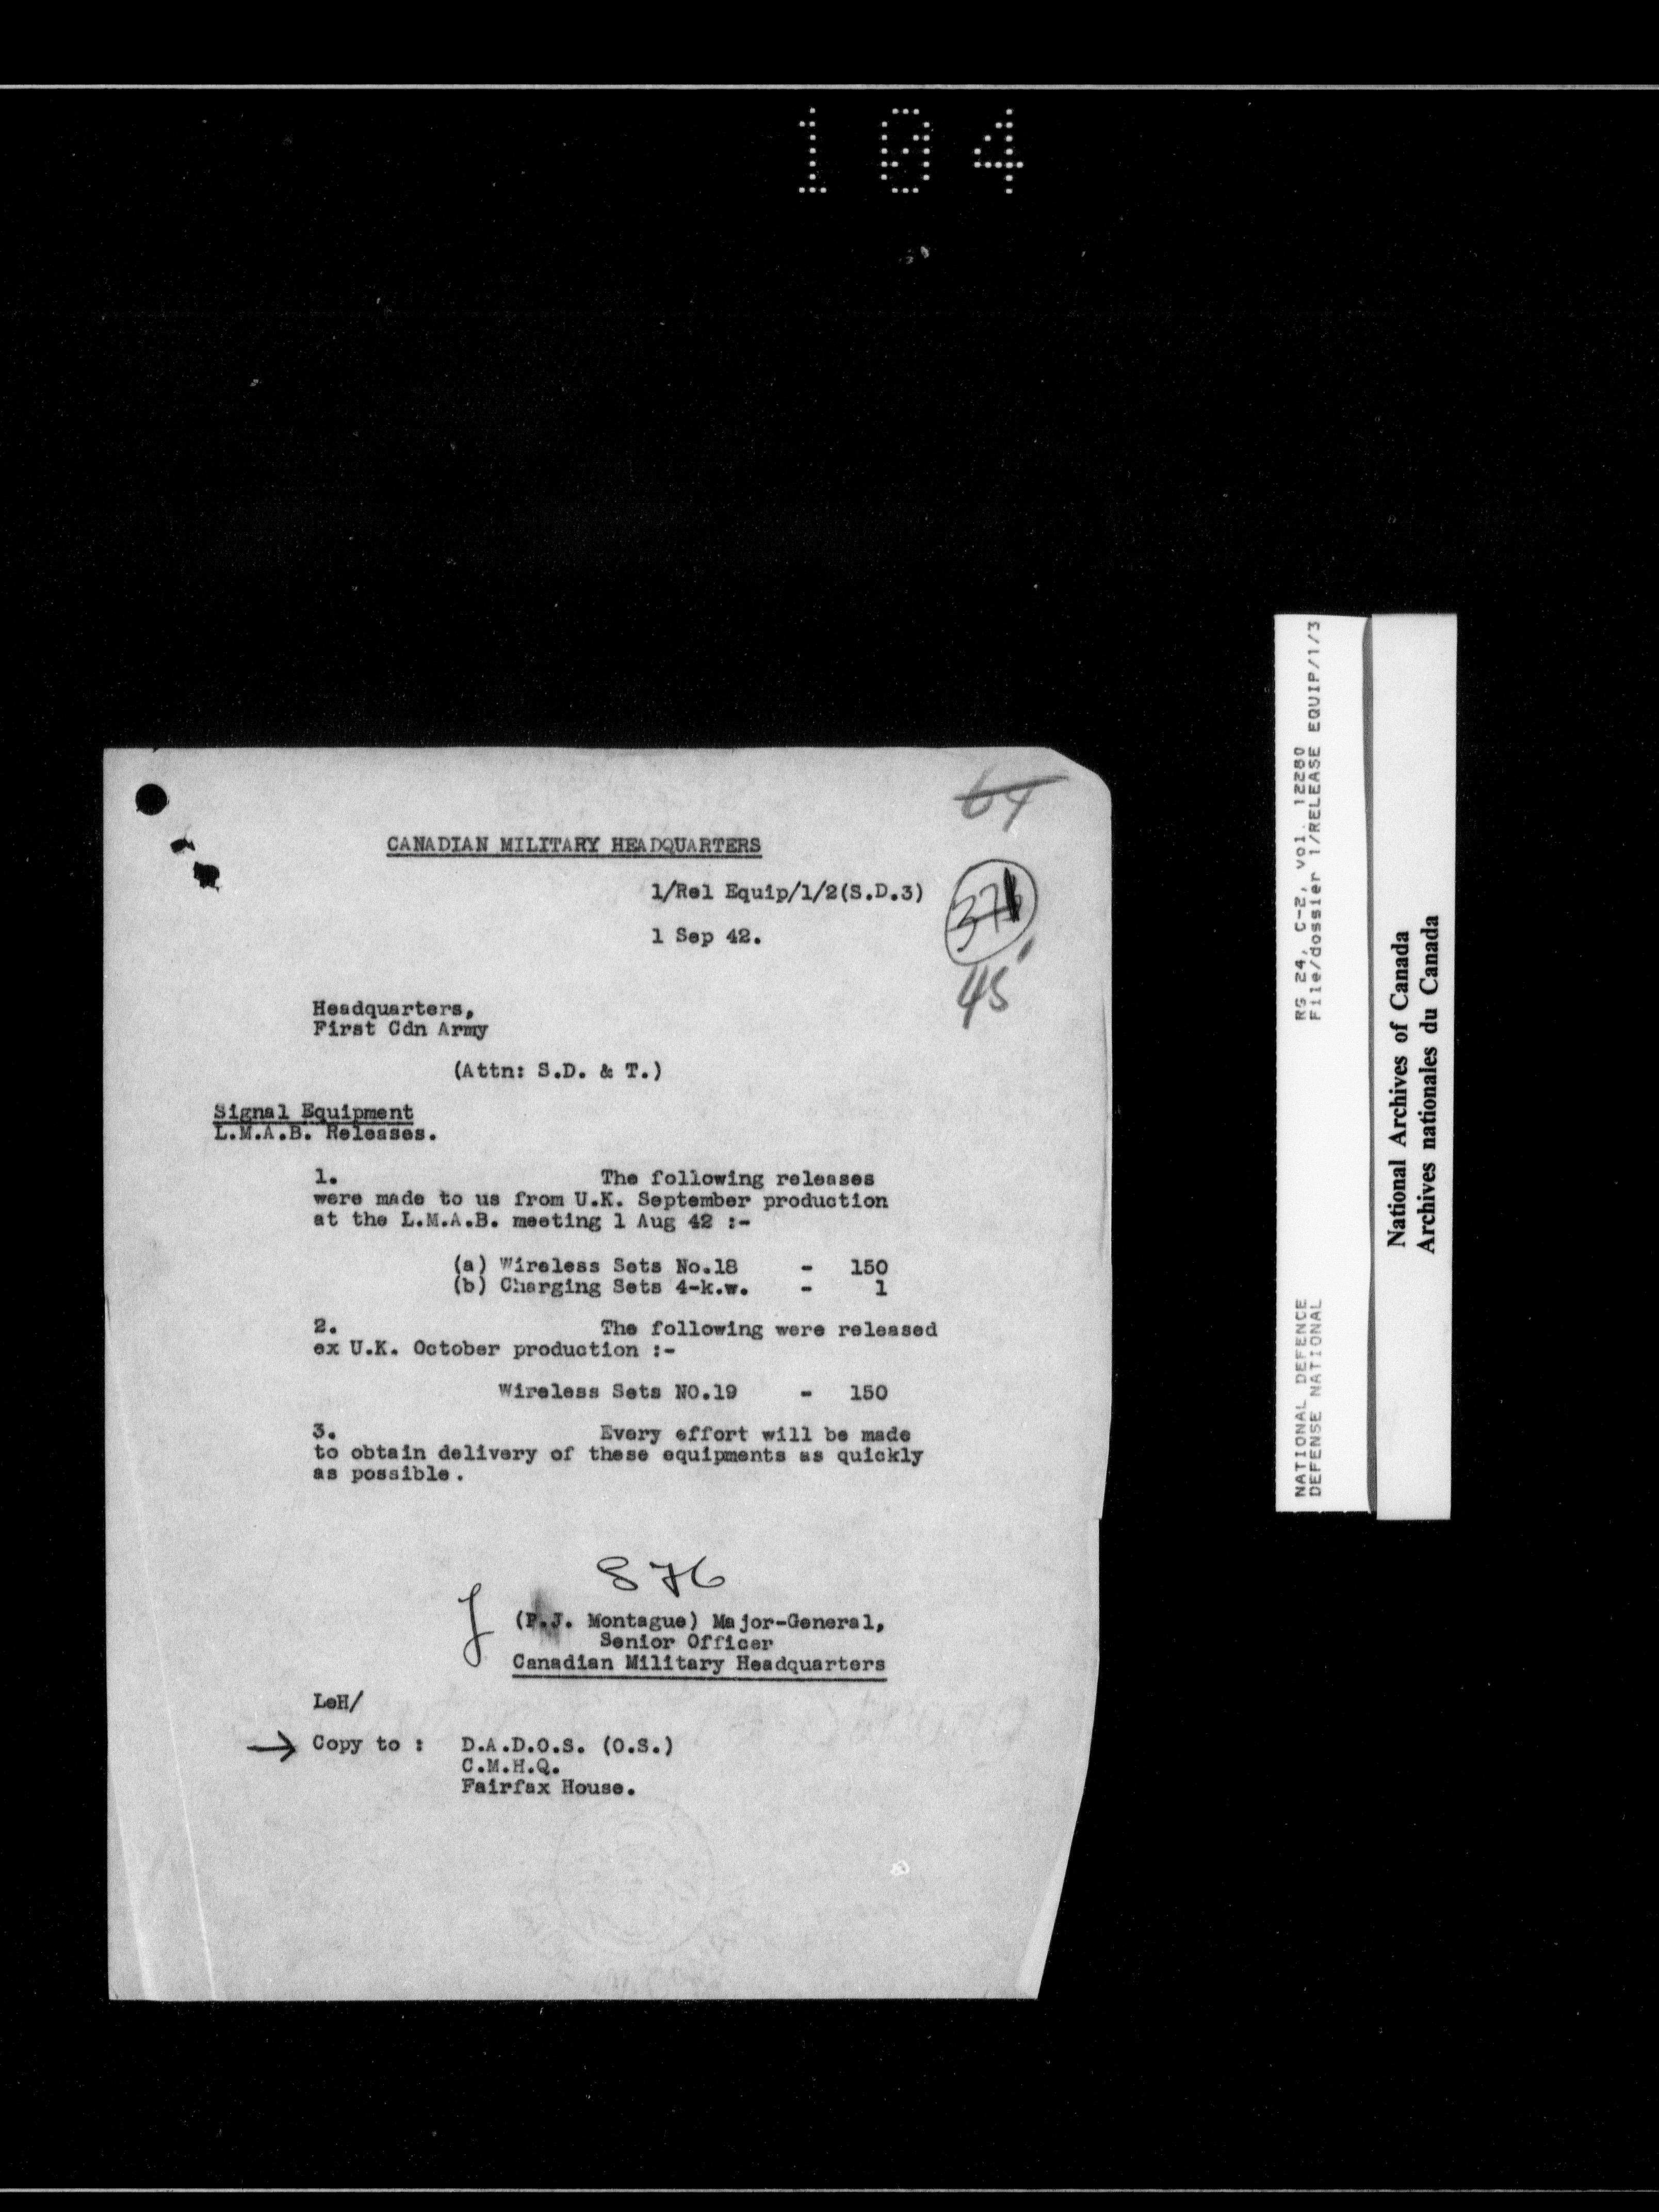 104
64
CANADIAN MILITARY HEADQUARTERS
1/Rel Equip/1/2(S.D.3)
1 Sep 42.
45
Headquarters,
First Cdn Army
(Attn: S.D. & T.)
Signal Equipment
L.M.A.B. Releases.
1. The following releases
were made to us from U.K. September production
at the L.M.A.B. meeting 1 Aug 42 :-
(a) Wireless Sets No.18 - 150
(b) Charging Sets 4-k.w. - 1
2. The following were released
ex U.K. October production :-
Wireless Sets NO.19 - 150
3. Every effort will be made
to obtain delivery of these equipments as quickly
as possible.
876
(P.J. Montague) Major-General,
Senior Officer
Canadian Military Headquarters
LeH/
→ Copy to : D.A.D.O.S. (O.S.)
C.M.H.Q.
Fairfax House.
NATIONAL DEFENCE RG 24, C-2, vol. 12280
DEFENSE NATIONAL File/dossier 1/RELEASE EQUIP/1/3
National Archives of Canada
Archives nationales du Canada